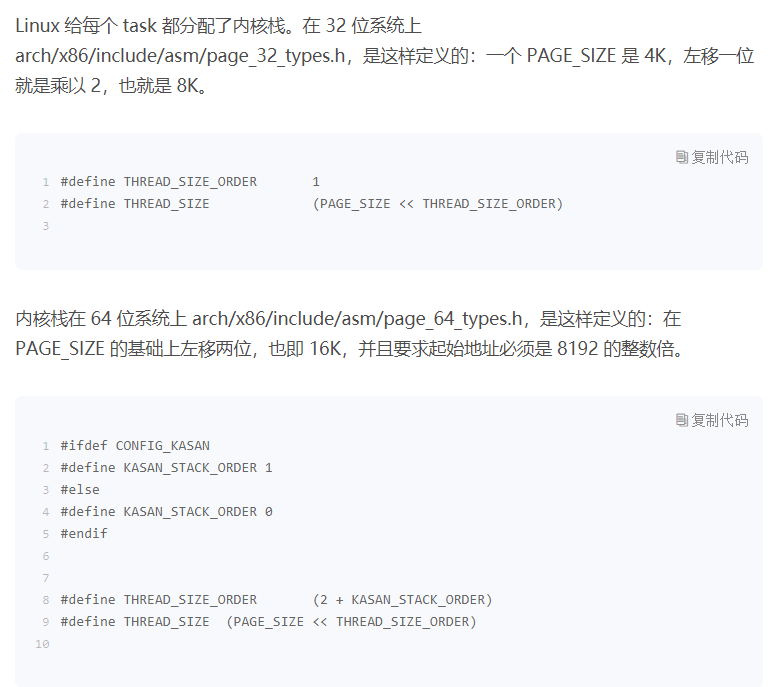 Linux 给每个 task 都分配了内核栈。在 32 位系统上
arch/x86/include/asm/page_32_types.h，是这样定义的：一个 PAGE_SIZE 是 4K，左移一位
就是乘以 2，也就是 8K。
复制代码
1 #define THREAD_SIZE_ORDER       1
2 #define THREAD_SIZE             (PAGE_SIZE << THREAD_SIZE_ORDER)
3
内核栈在 64 位系统上 arch/x86/include/asm/page_64_types.h，是这样定义的：在
PAGE_SIZE 的基础上左移两位，也即 16K，并且要求起始地址必须是 8192 的整数倍。
复制代码
1 #ifdef CONFIG_KASAN
2 #define KASAN_STACK_ORDER 1
3 #else
4 #define KASAN_STACK_ORDER 0
5 #endif
6
7
8 #define THREAD_SIZE_ORDER       (2 + KASAN_STACK_ORDER)
9 #define THREAD_SIZE  (PAGE_SIZE << THREAD_SIZE_ORDER)
10